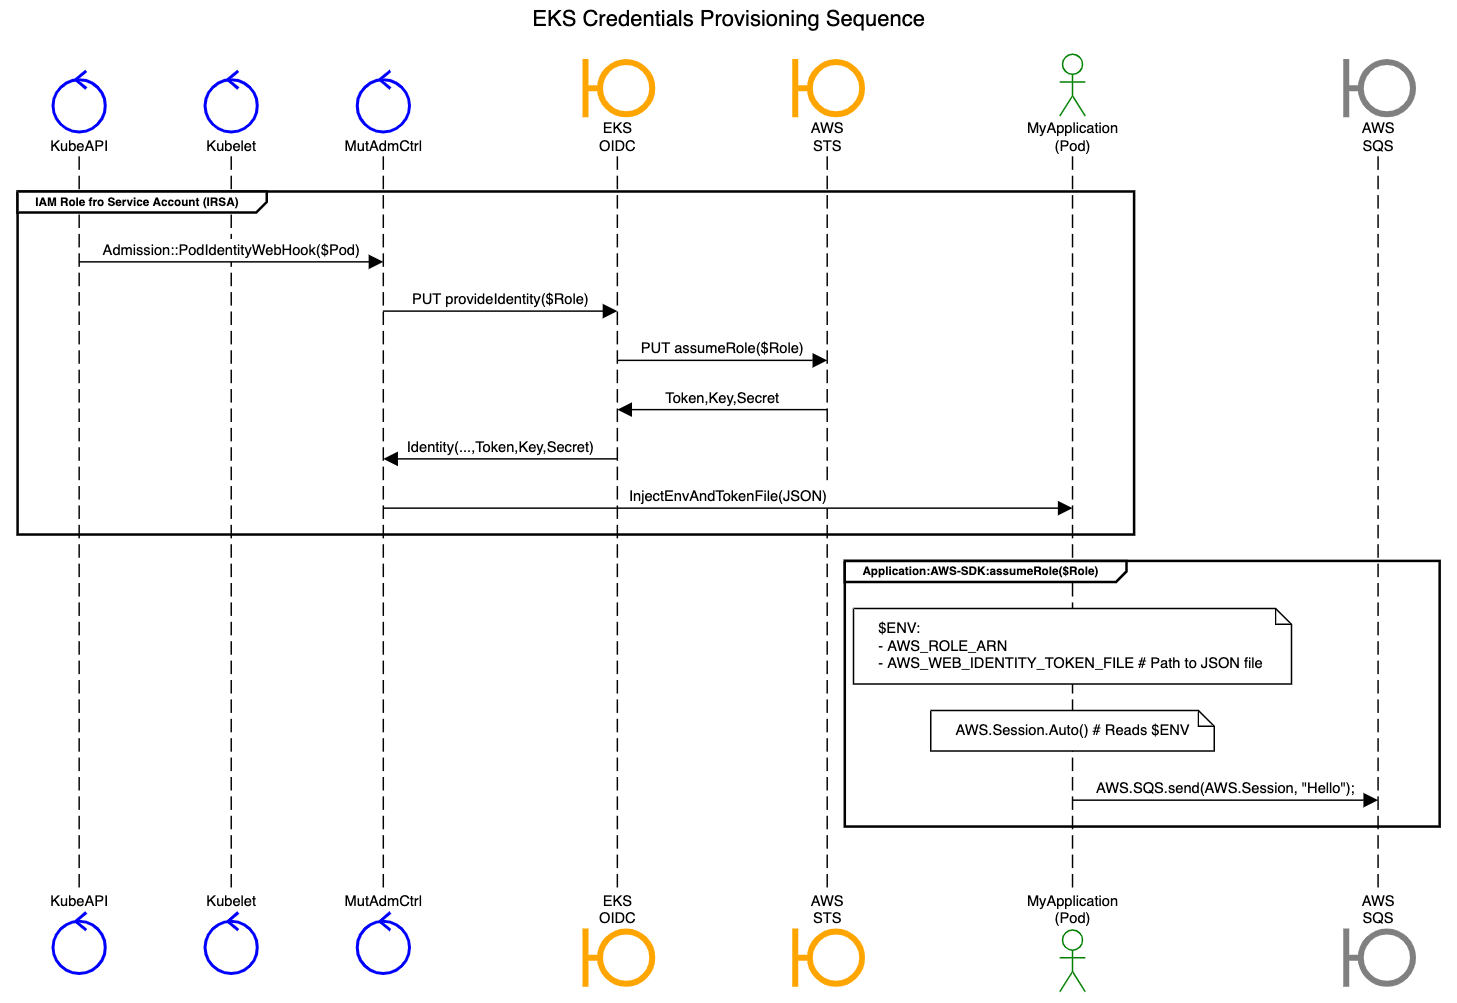 EKS Credentials Provisioning Sequence
KubeAPI
Kubelet
MutAdmCtrl
EKS
OIDC
AWS
STS
MyApplication
(Pod)
AWS
SQS
IAM Role fro Service Account (IRSA)
Admission::PodIdentityWebHook($Pod)
PUT provideIdentity($Role)
PUT assumeRole($Role)
Token,Key,Secret
Identity(...,Token,Key,Secret)
InjectEnvAndTokenFile(JSON)
Application:AWS-SDK:assumeRole($Role)
$ENV:
- AWS_ROLE_ARN
- AWS_WEB_IDENTITY_TOKEN_FILE # Path to JSON file
AWS.Session.Auto() # Reads $ENV
AWS.SQS.send(AWS.Session, "Hello");
KubeAPI
Kubelet
MutAdmCtrl
EKS
OIDC
AWS
STS
MyApplication
(Pod)
AWS
SQS